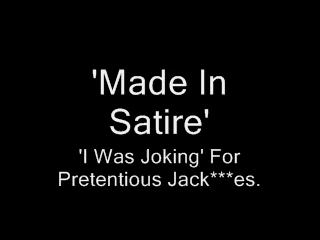 'Made In
Satire'
'I Was Joking' For
Pretentious Jack***es.